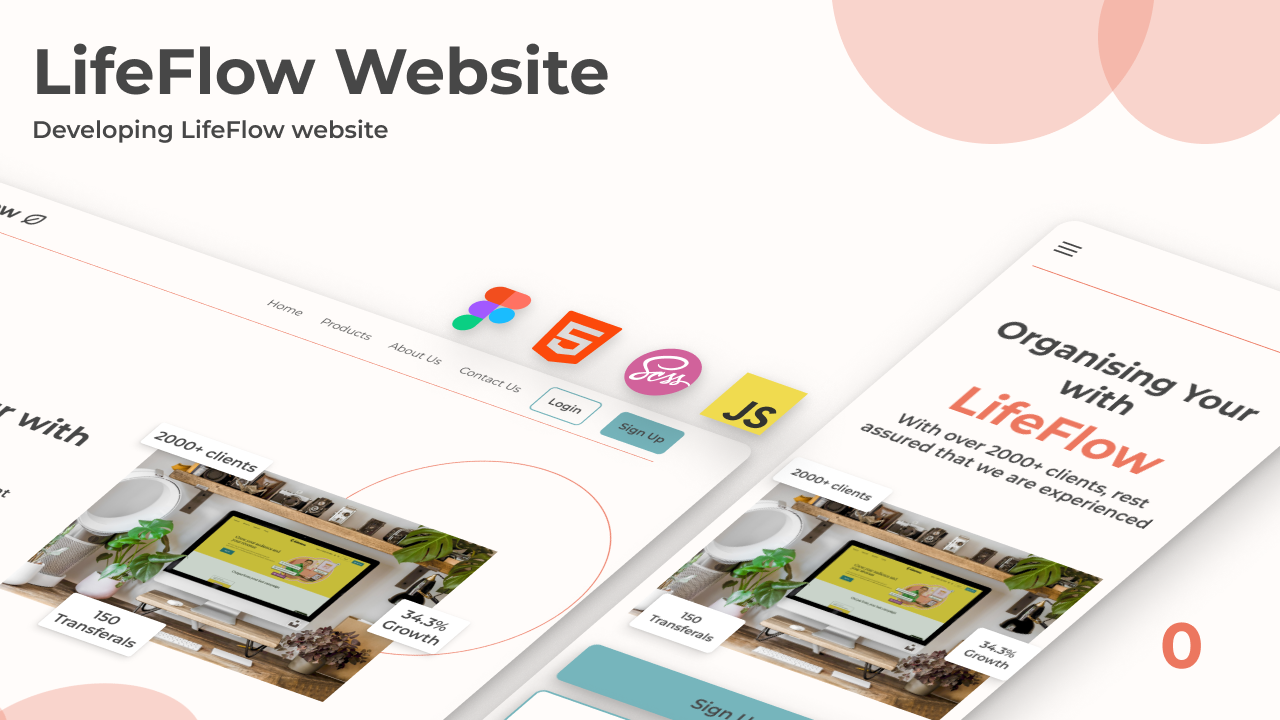 LifeFlow Website
Developing LifeFlow website
Home
Products
About Us
Contact Us
Login
Sign Up
with
2000+ clients
150
Transferals
34.3%
Growth
5
Sass
JS
Organising Your
with
LifeFlow
With over 2000+ clients, rest
assured that we are experienced
2000+ clients
150
Transferals
34.3%
Growth
Sign U
0